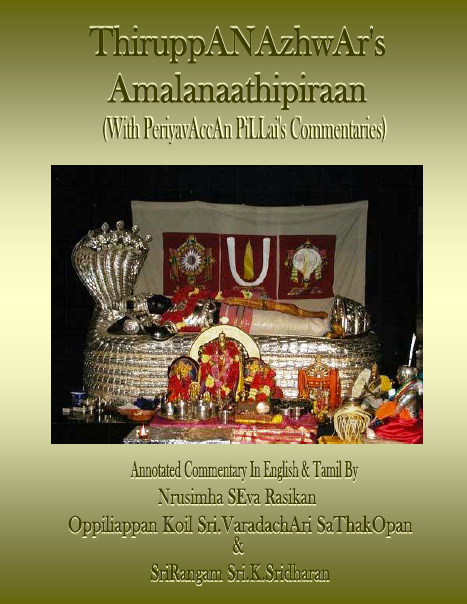 ThiruppANAzhwAr's
Amalanaathipiraan
(With PeriyavAccAn PiLLai's Commentaries)
Annotated Commentary In English & Tamil By
Nrusimha SEva Rasikan
Oppiliappan Koil Sri.VaradachAri SaThakOpan
&
SriRangam Sri.K.Sridharan